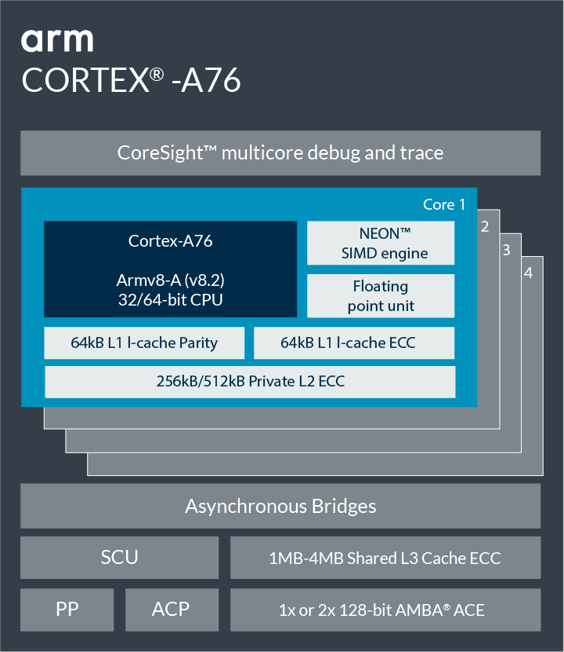 arm
CORTEX® -A76
CoreSight™ multicore debug and trace
Core 1
2
3
4
Cortex-A76
Armv8-A (v8.2)
32/64-bit CPU
NEON™
SIMD engine
Floating
point unit
64kB L1 I-cache Parity
64kB L1 I-cache ECC
256kB/512kB Private L2 ECC
Asynchronous Bridges
SCU
1MB-4MB Shared L3 Cache ECC
PP
ACP
1x or 2x 128-bit AMBA® ACE